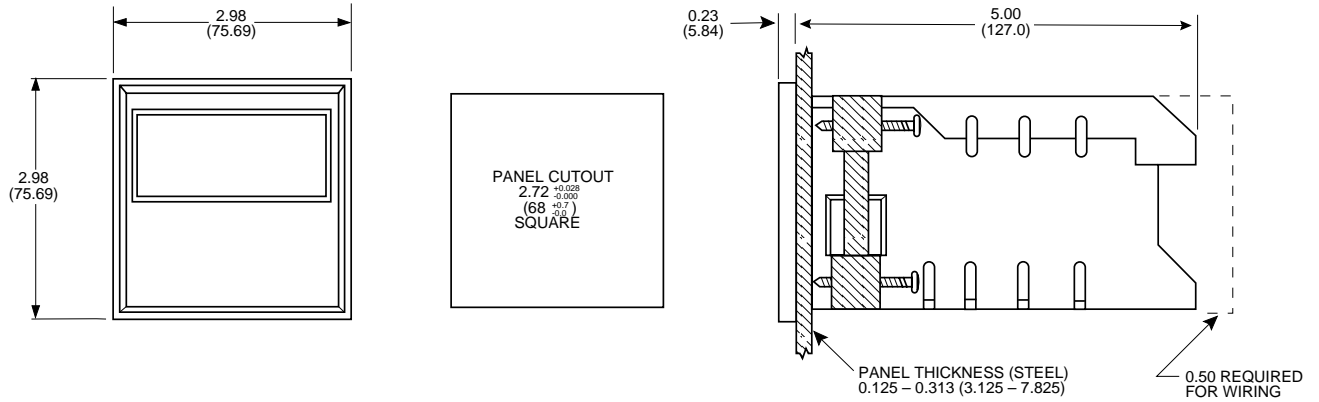 2.98
(75.69)
2.98
(75.69)
PANEL CUTOUT
2.72 +0.028 -0.000
(68 +0.7 -0.0 )
SQUARE
0.23
(5.84)
5.00
(127.0)
PANEL THICKNESS (STEEL)
0.125 – 0.313 (3.125 – 7.825)
0.50 REQUIRED
FOR WIRING